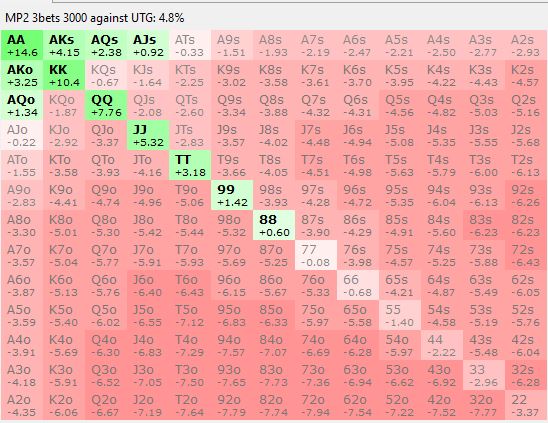 MP2 3bets 3000 against UTG: 4.8%
AA AKs AQs AJs ATs A9s A8s A7s A6s A5s A4s A3s A2s
+14.6 +4.15 +2.38 +0.92 -0.33 -1.51 -1.93 -2.19 -2.47 -2.21 -2.50 -2.77 -2.93
AKo KK KQs KJs KTs K9s K8s K7s K6s K5s K4s K3s K2s
+3.25 +10.4 -0.67 -1.64 -2.25 -3.02 -3.58 -3.61 -3.70 -3.95 -4.22 -4.43 -4.57
AQo KQo QQ QJs QTs Q9s Q8s Q7s Q6s Q5s Q4s Q3s Q2s
+1.34 -1.87 +7.76 -2.08 -2.60 -3.34 -3.88 -4.32 -4.31 -4.56 -4.82 -5.03 -5.16
AJo KJo QJo JJ JTs J9s J8s J7s J6s J5s J4s J3s J2s
-0.22 -2.92 -3.37 +5.32 -2.83 -3.57 -4.02 -4.48 -4.94 -5.08 -5.35 -5.55 -5.68
ATo KTo QTo JTo TT T9s T8s T7s T6s T5s T4s T3s T2s
-1.55 -3.58 -3.93 -4.16 +3.18 -3.66 -4.05 -4.51 -4.98 -5.63 -5.79 -6.00 -6.13
A9o K9o Q9o J9o T9o 99 98s 97s 96s 95s 94s 93s 92s
-2.83 -4.41 -4.74 -4.96 -5.06 +1.42 -3.93 -4.28 -4.72 -5.35 -6.04 -6.13 -6.26
A8o K8o Q8o J8o T8o 98o 88 87s 86s 85s 84s 83s 82s
-3.30 -5.01 -5.30 -5.42 -5.44 -5.32 +0.60 -3.90 -4.29 -4.91 -5.60 -6.23 -6.23
A7o K7o Q7o J7o T7o 97o 87o 77 76s 75s 74s 73s 72s
-3.57 -5.04 -5.77 -5.91 -5.93 -5.69 -5.25 -0.08 -3.98 -4.57 -5.25 -5.88 -6.43
A6o K6o Q6o J6o T6o 96o 86o 76o 66 65s 64s 63s 62s
-3.87 -5.13 -5.76 -6.40 -6.43 -6.15 -5.67 -5.33 -0.68 -4.21 -4.87 -5.49 -6.05
A5o K5o Q5o J5o T5o 95o 85o 75o 65o 55 54s 53s 52s
-3.59 -5.40 -6.02 -6.55 -7.12 -6.83 -6.33 -5.97 -5.58 -1.40 -4.58 -5.19 -5.76
A4o K4o Q4o J4o T4o 94o 84o 74o 64o 54o 44 43s 42s
-3.91 -5.69 -6.30 -6.83 -7.29 -7.57 -7.07 -6.69 -6.28 -5.97 -2.22 -5.48 -6.04
A3o K3o Q3o J3o T3o 93o 83o 73o 63o 53o 43o 33 32s
-4.18 -5.91 -6.52 -7.05 -7.50 -7.65 -7.73 -7.36 -6.94 -6.62 -6.92 -2.96 -6.28
A2o K2o Q2o J2o T2o 92o 82o 72o 62o 52o 42o 32o 22
-4.35 -6.06 -6.67 -7.19 -7.64 -7.79 -7.74 -7.94 -7.54 -7.22 -7.52 -7.77 -3.37